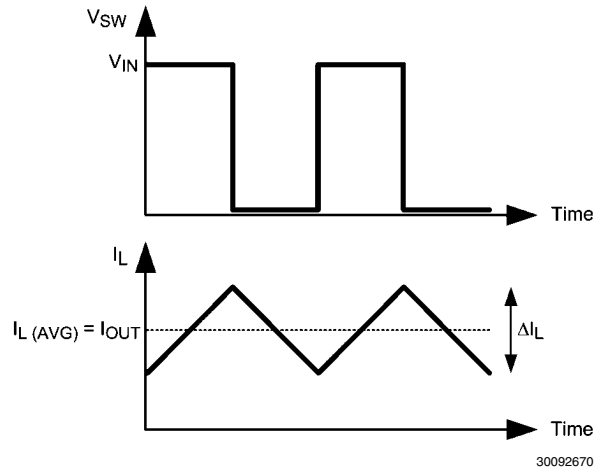 VSW
VIN
Time
IL
IL (AVG) = IOUT
ΔIL
Time
30092670